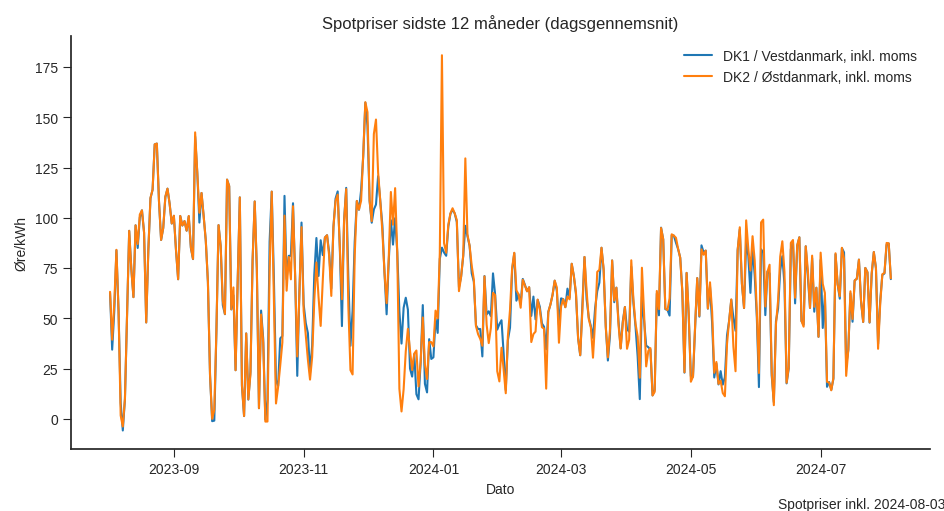 Spotpriser sidste 12 måneder (dagsgennemsnit)
DK1 / Vestdanmark, inkl. moms
DK2 / Østdanmark, inkl. moms
175
150
125
100
75
50
25
0
Øre/kWh
2023-09
2023-11
2024-01
2024-03
2024-05
2024-07
Dato
Spotpriser inkl. 2024-08-03